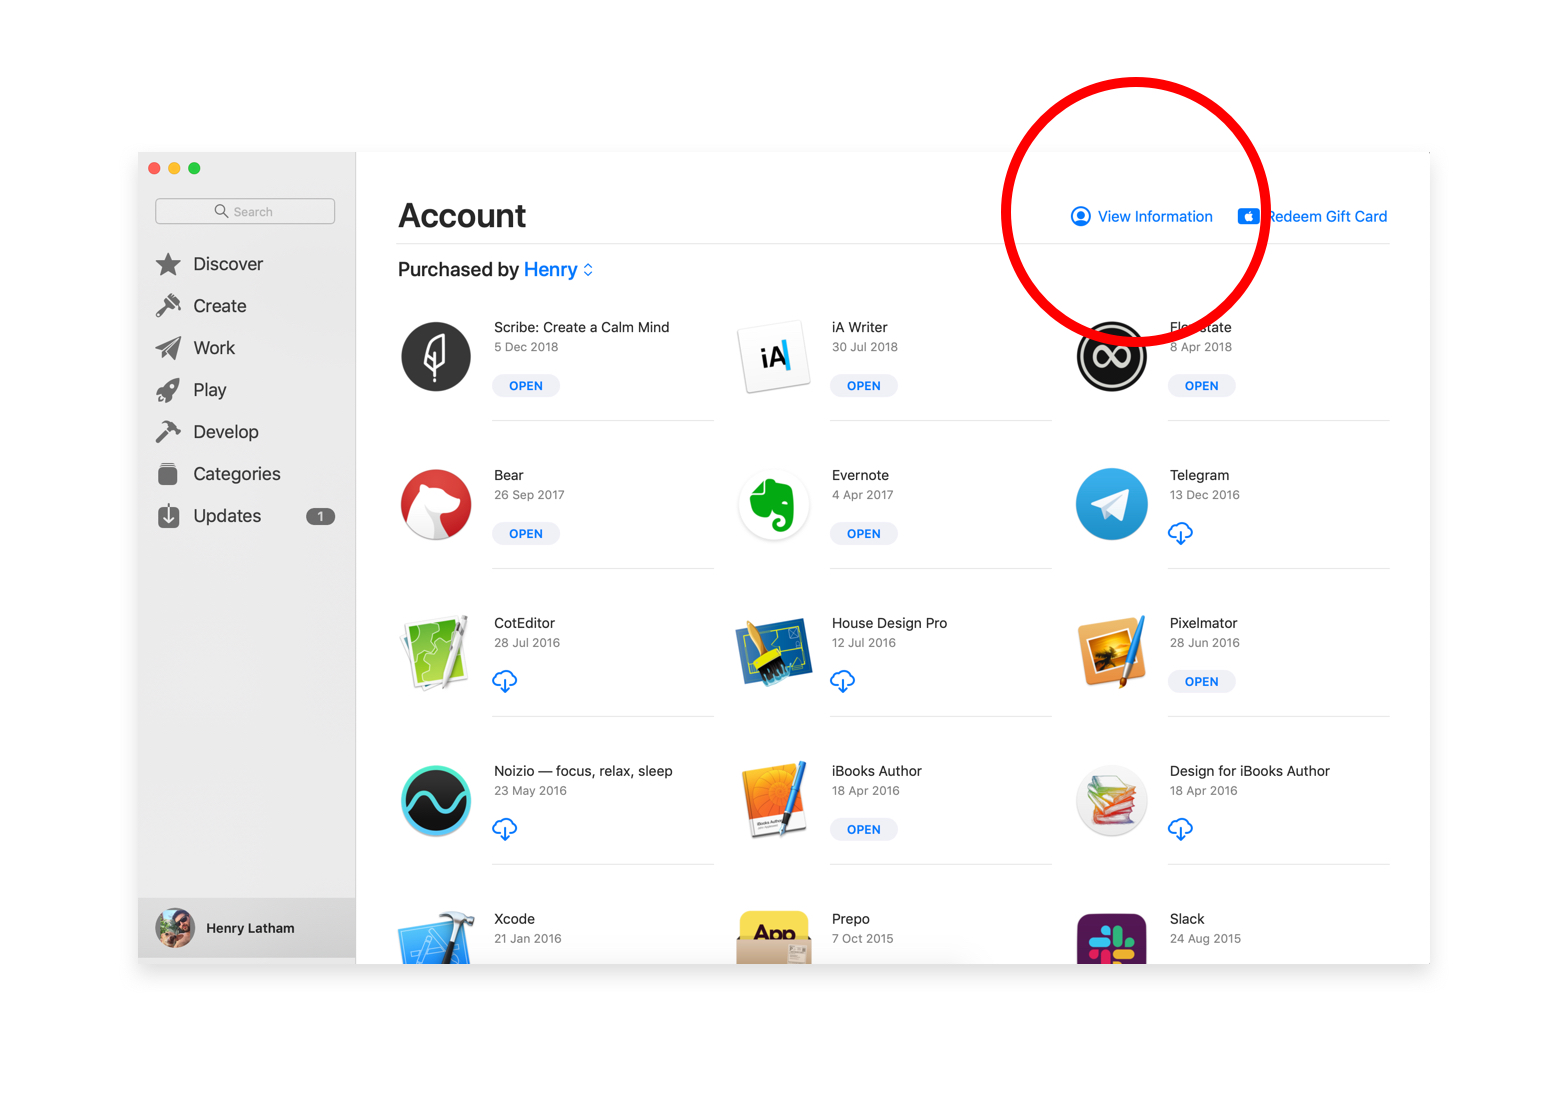 Search
Discover
Create
Work
Play
Develop
Categories
Updates 1
Henry Latham
Account
View Information
Redeem Gift Card
Purchased by Henry
Scribe: Create a Calm Mind
5 Dec 2018
OPEN
iA
iA Writer
30 Jul 2018
OPEN
8 Apr 2018
OPEN
Bear
26 Sep 2017
OPEN
Evernote
4 Apr 2017
OPEN
Telegram
13 Dec 2016
CotEditor
28 Jul 2016
House Design Pro
12 Jul 2016
Pixelmator
28 Jun 2016
OPEN
Noizio — focus, relax, sleep
23 May 2016
iBooks Author
iBooks Author
18 Apr 2016
OPEN
Design for iBooks Author
18 Apr 2016
Xcode
21 Jan 2016
App
Prepo
7 Oct 2015
Slack
24 Aug 2015